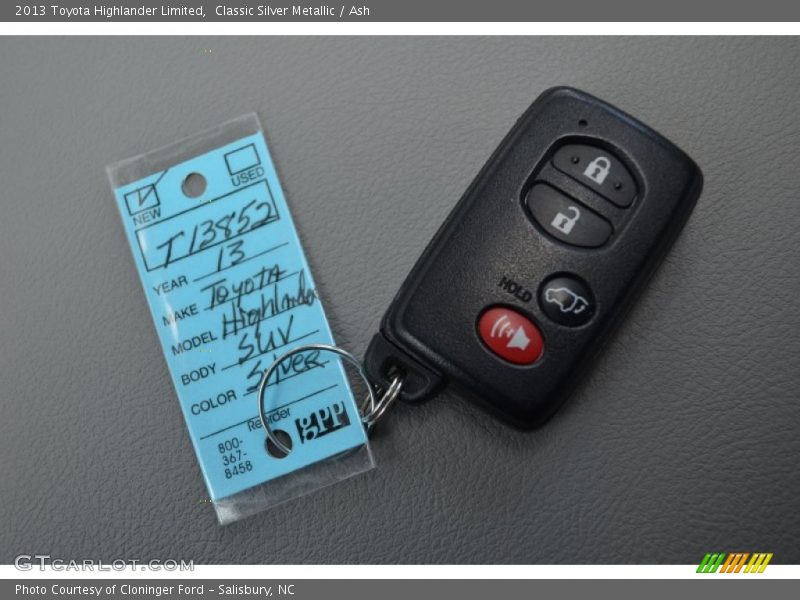 2013 Toyota Highlander Limited,  Classic Silver Metallic / Ash
NEW
USED
T13852
YEAR 13
MAKE Toyota
MODEL Highlander
BODY SUV
COLOR Silver
Reorder
800-
367-
8458
gpp
HOLD
GTcarlot.com
Photo Courtesy of Cloninger Ford – Salisbury, NC